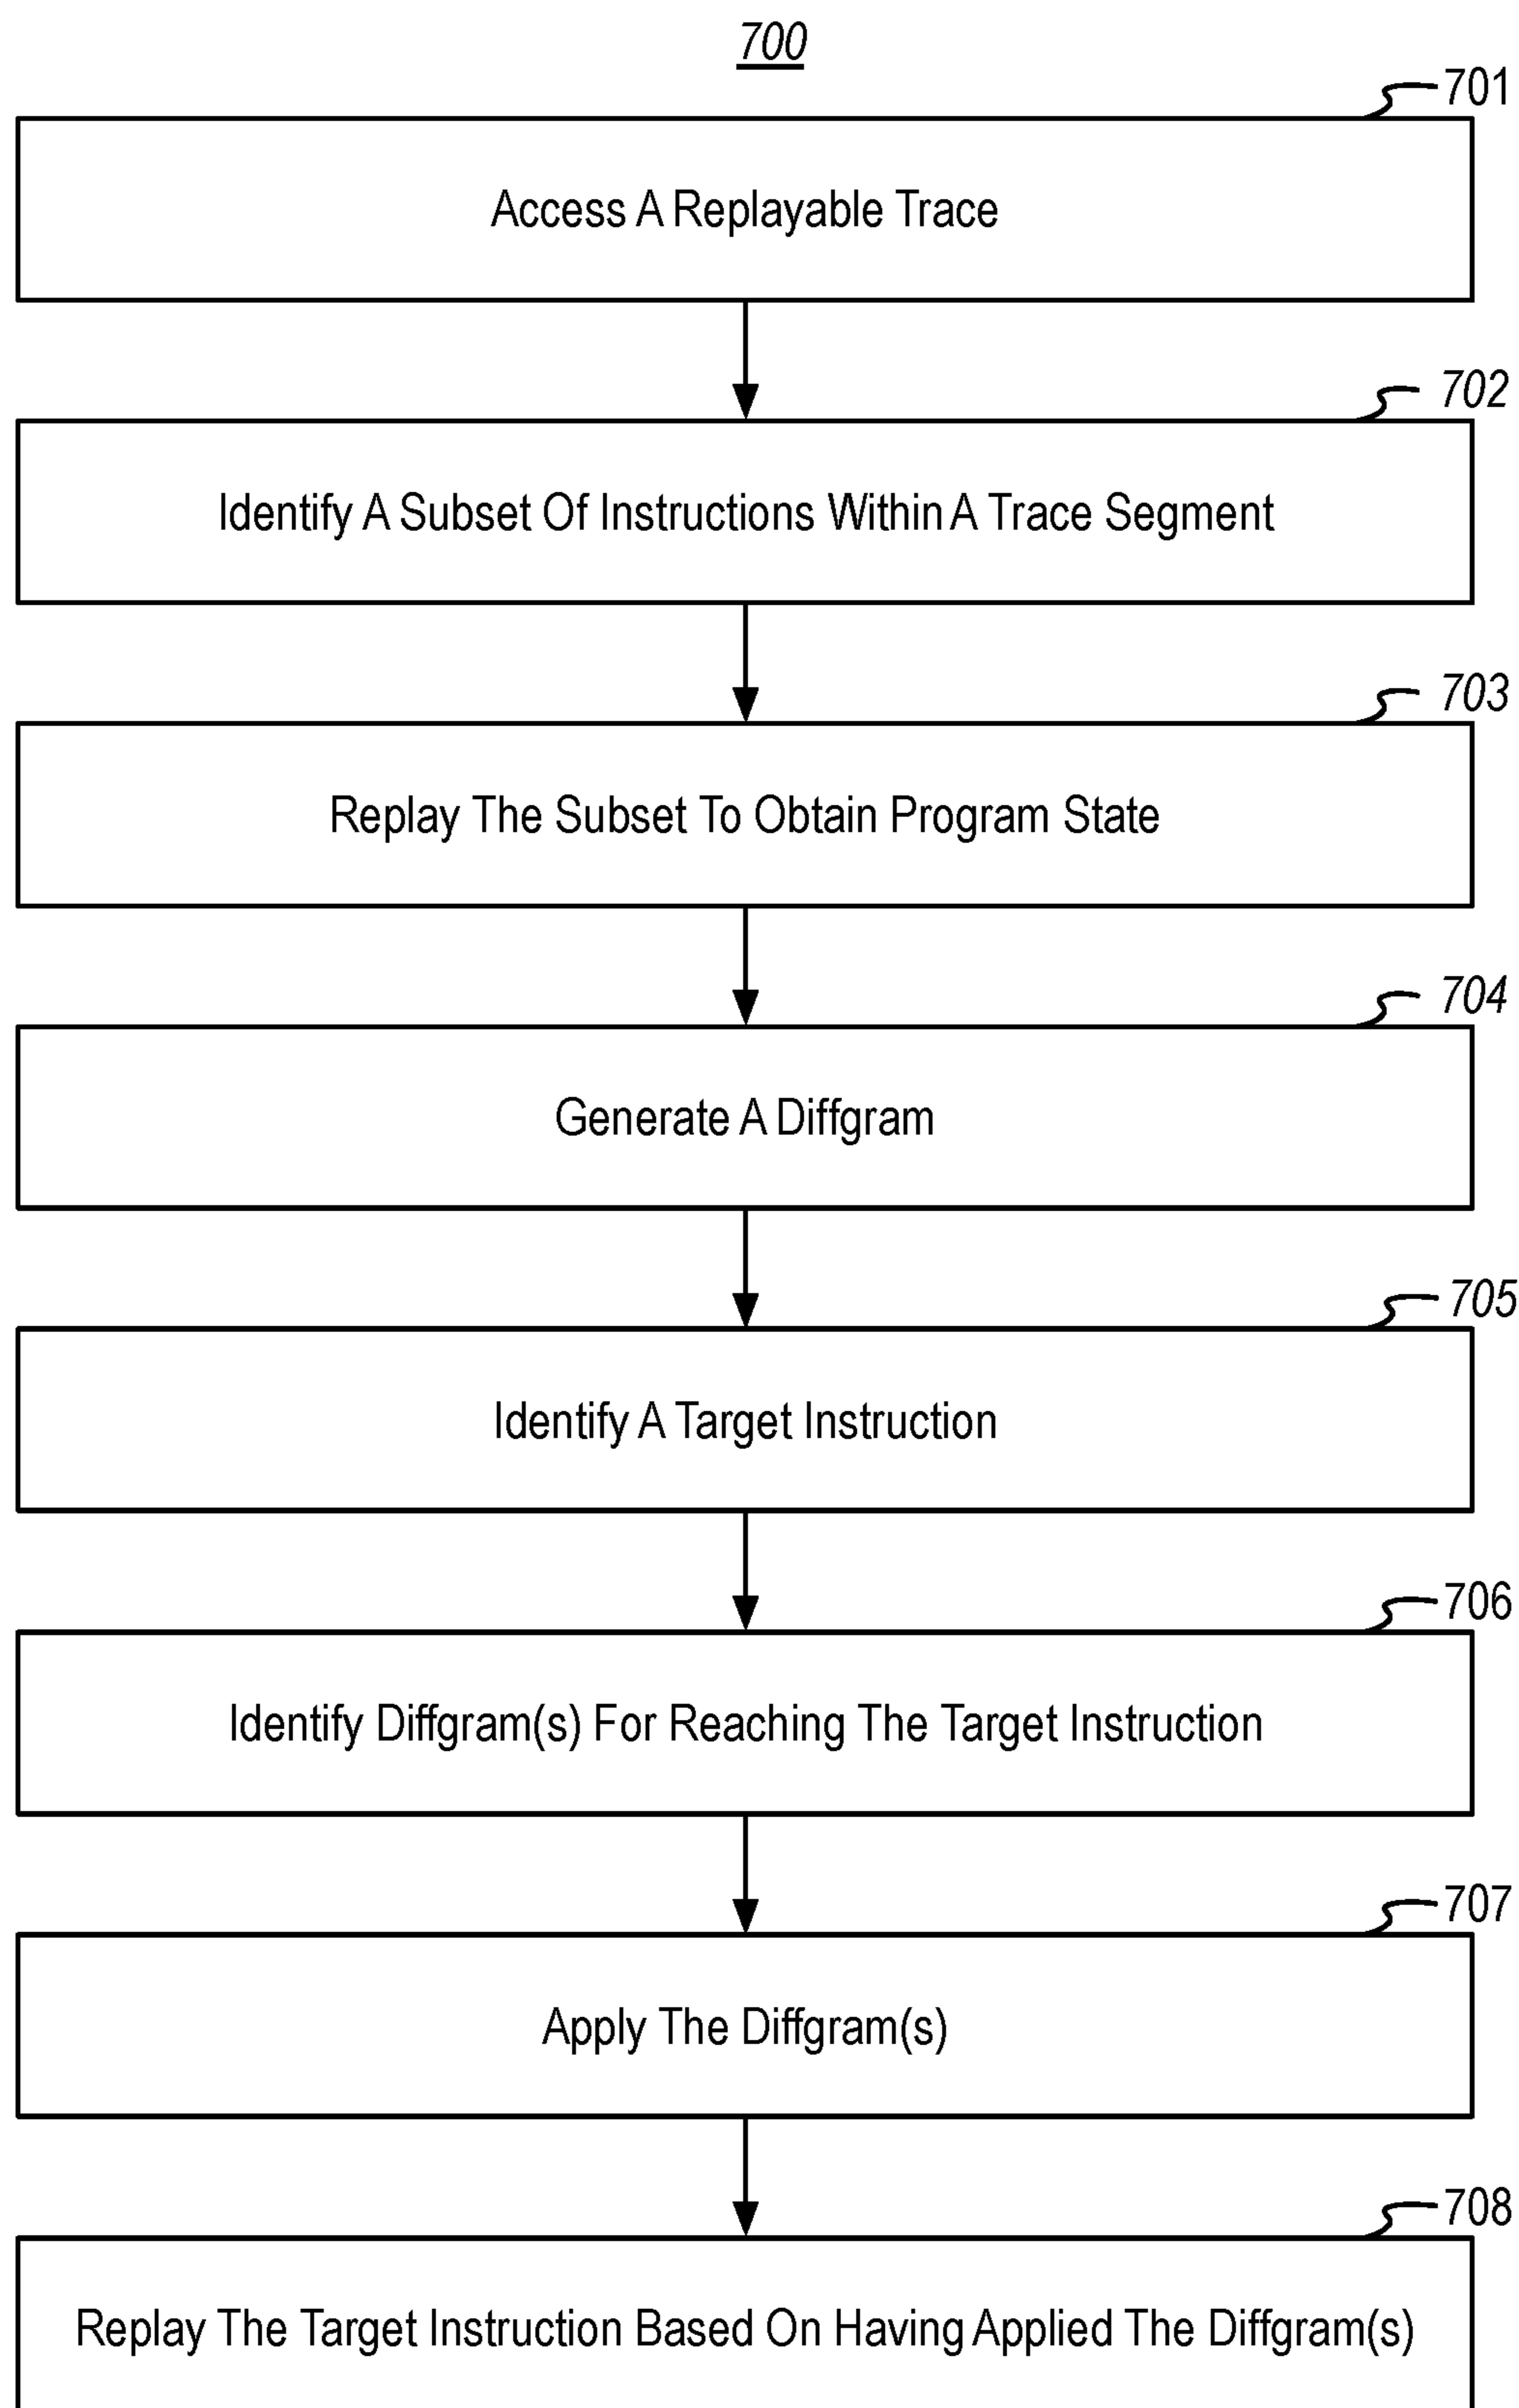 700
701
Access A Replayable Trace
702
Identify A Subset Of Instructions Within A Trace Segment
703
Replay The Subset To Obtain Program State
704
Generate A Diffgram
705
Identify A Target Instruction
706
Identify Diffgram(s) For Reaching The Target Instruction
707
Apply The Diffgram(s)
708
Replay The Target Instruction Based On Having Applied The Diffgram(s)